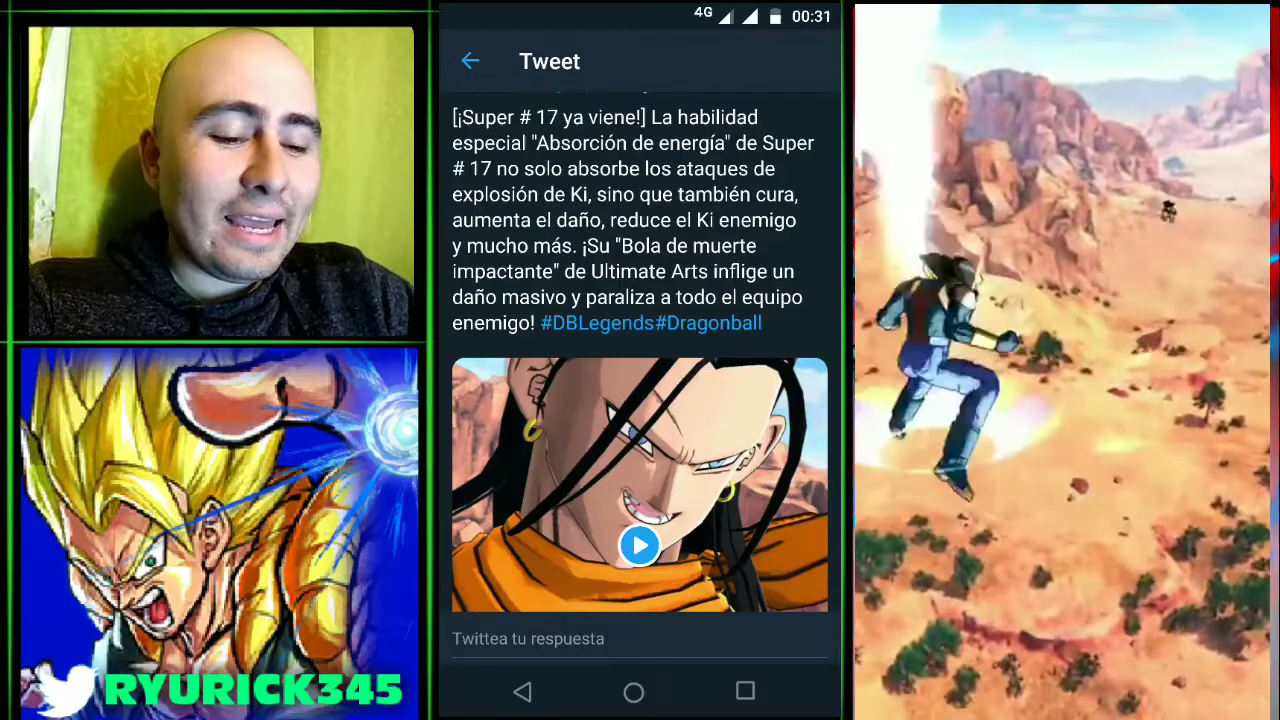 4G 00:31
Tweet
[¡Super # 17 ya viene!] La habilidad
especial "Absorción de energía" de Super
# 17 no solo absorbe los ataques de
explosión de Ki, sino que también cura,
aumenta el daño, reduce el Ki enemigo
y mucho más. ¡Su "Bola de muerte
impactante" de Ultimate Arts inflige un
daño masivo y paraliza a todo el equipo
enemigo! #DBLegends#Dragonball
Twittea tu respuesta
RYURICK345